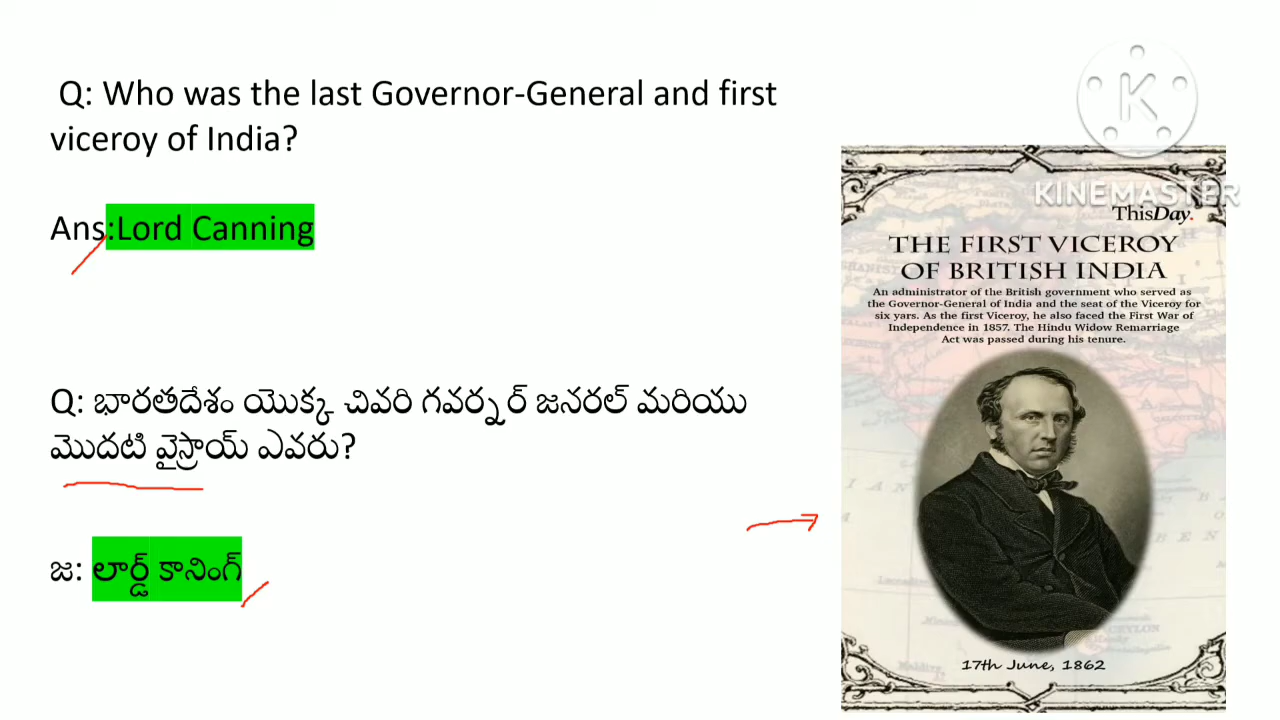 Q: Who was the last Governor-General and first
viceroy of India?
Ans:Lord Canning
Q: భారతదేశం యొక్క చివరి గవర్నర్ జనరల్ మరియు
మొదటి వైస్రాయ్ ఎవరు?
జ: లార్డ్ కానింగ్
K
KINEMASTER
ThisDay.
THE FIRST VICEROY
OF BRITISH INDIA
An administrator of the British government who served as
the Governor-General of India and the seat of the Viceroy for
six yars. As the first Viceroy, he also faced the First War of
Independence in 1857. The Hindu Widow Remarriage
Act was passed during his tenure.
17th June, 1862